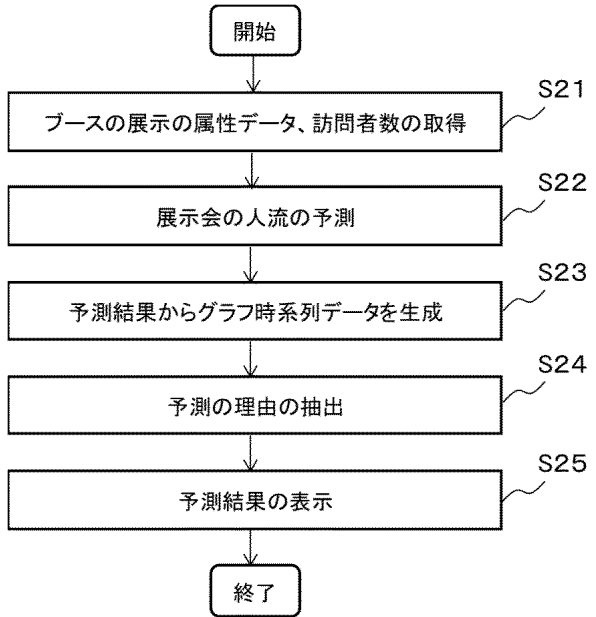 開始
S21
ブースの展示の属性データ、訪問者数の取得
S22
展示会の人流の予測
S23
予測結果からグラフ時系列データを生成
S24
予測の理由の抽出
S25
予測結果の表示
終了